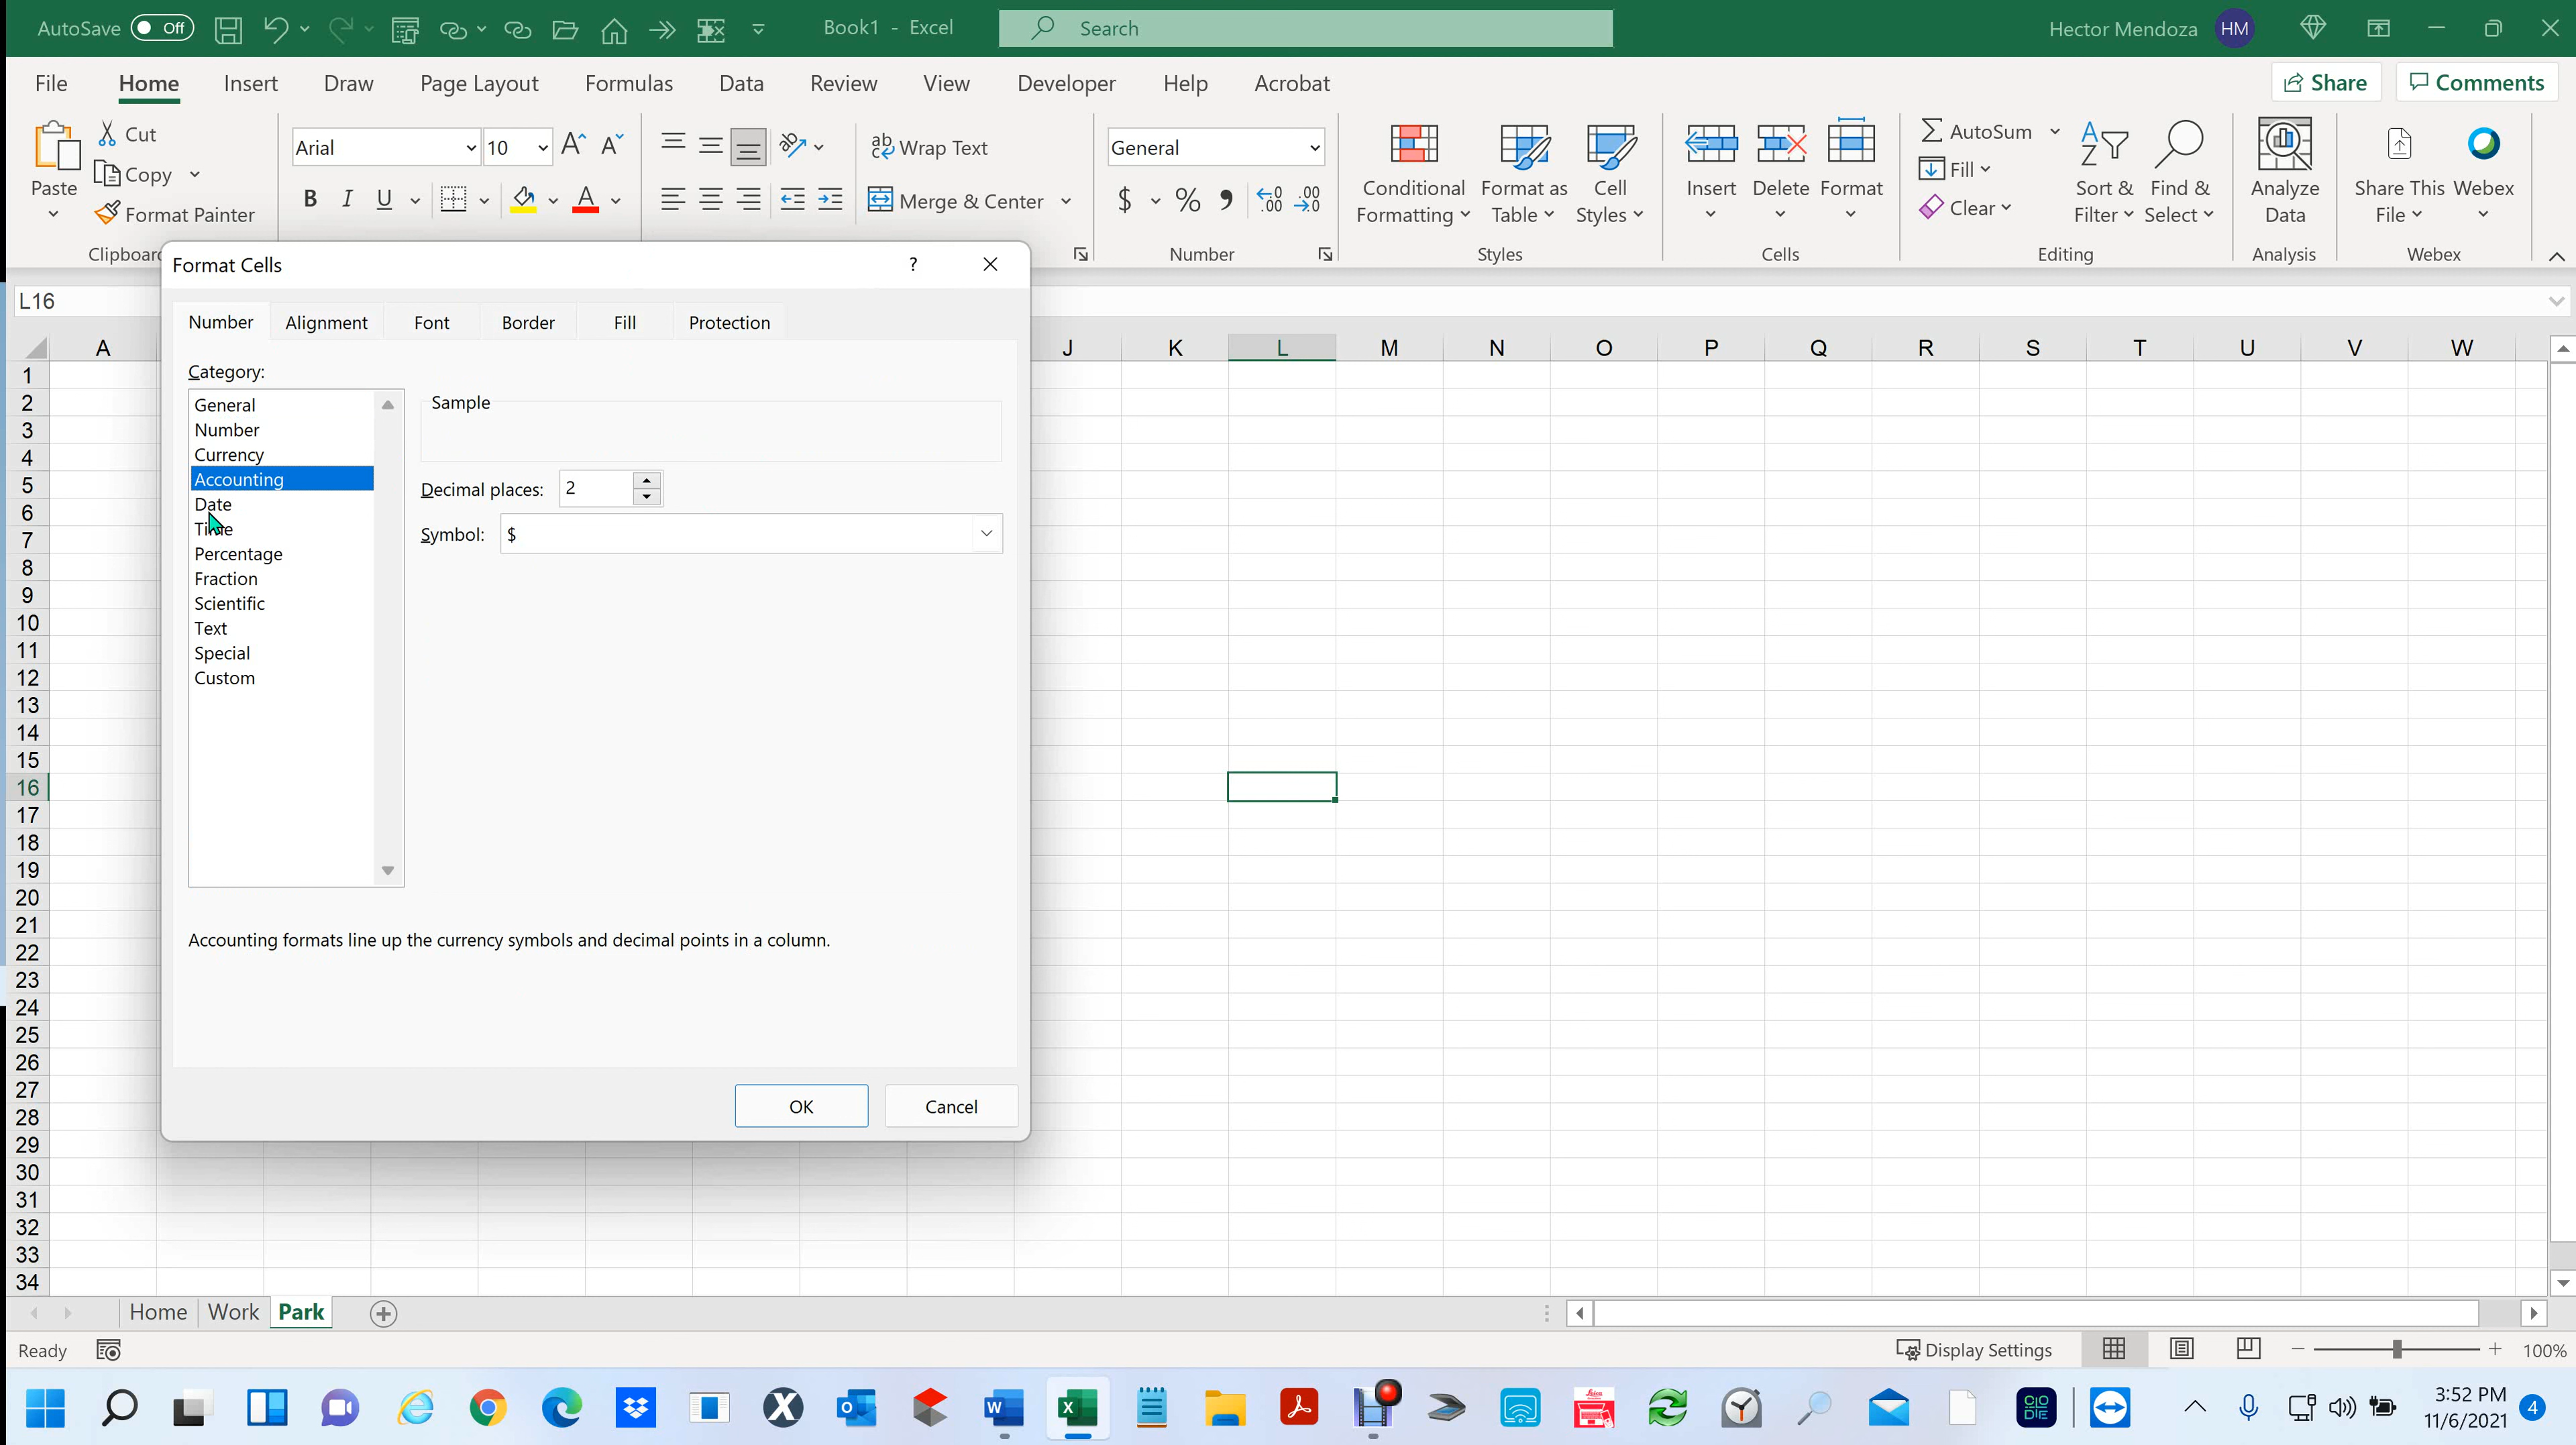 AutoSave Off Book1 - Excel Search Hector Mendoza HM
File Home Insert Draw Page Layout Formulas Data Review View Developer Help Acrobat Share Comments
Paste Cut Copy Format Painter
Arial 10
B I U
Wrap Text
Merge & Center
General
$ % ,
Conditional Formatting Format as Table Cell Styles
Insert Delete Format
AutoSum
Fill
Clear
Sort & Filter Find & Select
Analyze Data
Share This File Webex
Clipboard Number Styles Cells Editing Analysis Webex
L16
Format Cells ?
Number Alignment Font Border Fill Protection
Category:
General
Number
Currency
Accounting
Date
Time
Percentage
Fraction
Scientific
Text
Special
Custom
Sample
Decimal places: 2
Symbol: $
Accounting formats line up the currency symbols and decimal points in a column.
OK Cancel
A J K L M N O P Q R S T U V W
1
2
3
4
5
6
7
8
9
10
11
12
13
14
15
16
17
18
19
20
21
22
23
24
25
26
27
28
29
30
31
32
33
34
Home Work Park
Ready Display Settings 100%
3:52 PM
11/6/2021 4